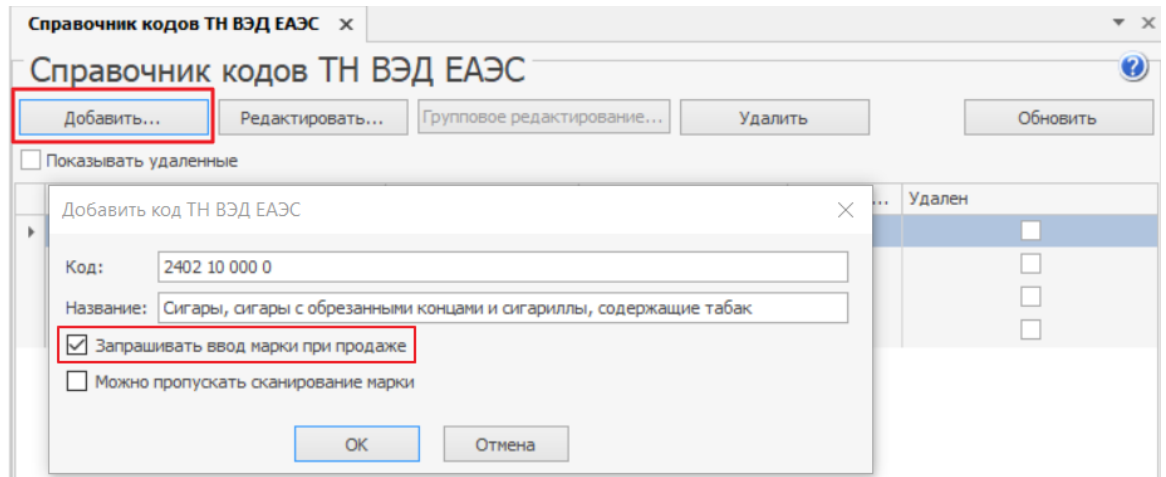 Справочник кодов ТН ВЭД ЕАЭС
Справочник кодов ТН ВЭД ЕАЭС
Добавить... Редактировать... Групповое редактирование... Удалить Обновить
Показывать удаленные
... Удален
Добавить код ТН ВЭД ЕАЭС
Код: 2402 10 000 0
Название: Сигары, сигары с обрезанными концами и сигариллы, содержащие табак
Запрашивать ввод марки при продаже
Можно пропускать сканирование марки
OK Отмена